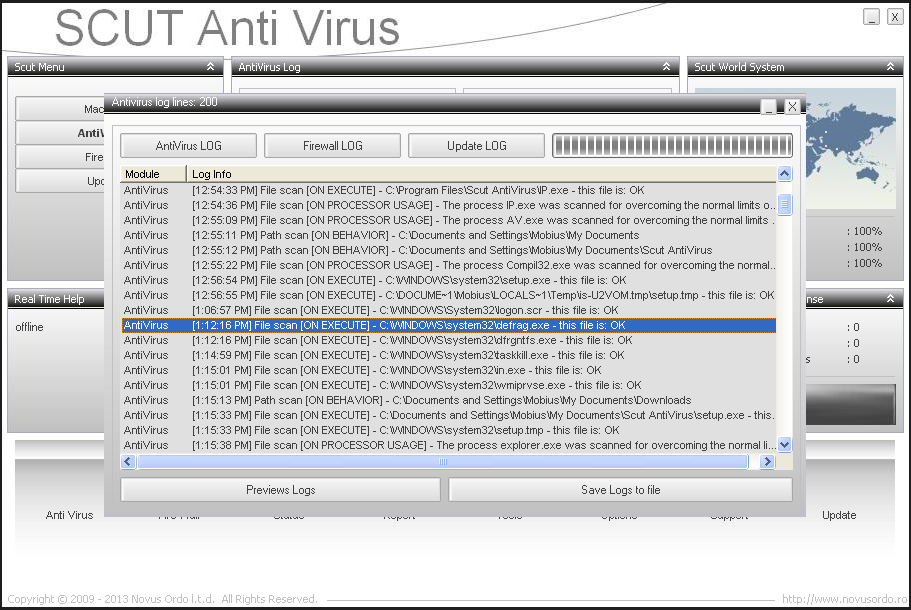 SCUT Anti Virus
_ X
Scut Menu
AntiVirus Log
Scut World System
Antivirus log lines: 200
_ X
AntiVirus LOG
Firewall LOG
Update LOG
Module Log Info
AntiVirus [12:54:33 PM] File scan [ON EXECUTE] - C:\Program Files\Scut AntiVirus\IP.exe - this file is: OK
AntiVirus [12:54:36 PM] File scan [ON PROCESSOR USAGE] - The process IP.exe was scanned for overcoming the normal limits o...
AntiVirus [12:55:09 PM] File scan [ON PROCESSOR USAGE] - The process AV.exe was scanned for overcoming the normal limits ...
AntiVirus [12:55:11 PM] Path scan [ON BEHAVIOR] - C:\Documents and Settings\Mobius\My Documents
AntiVirus [12:55:12 PM] Path scan [ON BEHAVIOR] - C:\Documents and Settings\Mobius\My Documents\Scut AntiVirus
AntiVirus [12:55:22 PM] File scan [ON PROCESSOR USAGE] - The process Compil32.exe was scanned for overcoming the normal...
AntiVirus [12:56:54 PM] File scan [ON EXECUTE] - C:\WINDOWS\system32\setup.exe - this file is: OK
AntiVirus [12:56:55 PM] File scan [ON EXECUTE] - C:\DOCUME~1\Mobius\LOCALS~1\Temp\is-U2VOM.tmp\setup.tmp - this file is: OK
AntiVirus [1:06:57 PM] File scan [ON EXECUTE] - C:\WINDOWS\system32\logon.scr - this file is: OK
AntiVirus [1:12:16 PM] File scan [ON EXECUTE] - C:\WINDOWS\system32\defrag.exe - this file is: OK
AntiVirus [1:12:16 PM] File scan [ON EXECUTE] - C:\WINDOWS\system32\dfrgntfs.exe - this file is: OK
AntiVirus [1:14:59 PM] File scan [ON EXECUTE] - C:\WINDOWS\system32\taskkill.exe - this file is: OK
AntiVirus [1:15:01 PM] File scan [ON EXECUTE] - C:\WINDOWS\system32\in.exe - this file is: OK
AntiVirus [1:15:01 PM] File scan [ON EXECUTE] - C:\WINDOWS\system32\wmiprvse.exe - this file is: OK
AntiVirus [1:15:13 PM] Path scan [ON BEHAVIOR] - C:\Documents and Settings\Mobius\My Documents\Downloads
AntiVirus [1:15:33 PM] File scan [ON EXECUTE] - C:\Documents and Settings\Mobius\My Documents\Scut AntiVirus\setup.exe - this...
AntiVirus [1:15:33 PM] File scan [ON EXECUTE] - C:\WINDOWS\system32\setup.tmp - this file is: OK
AntiVirus [1:15:38 PM] File scan [ON PROCESSOR USAGE] - The process explorer.exe was scanned for overcoming the normal li...
Previews Logs
Save Logs to file
Mac
AntiV
Fire
Upd
: 100%
: 100%
: 100%
Real Time Help
offline
nse
: 0
: 0
s : 0
Anti Virus
Status
Report
Tools
Options
Support
Update
Copyright © 2009 - 2013 Novus Ordo l.t.d. All Rights Reserved.
http://www.novusordo.ro